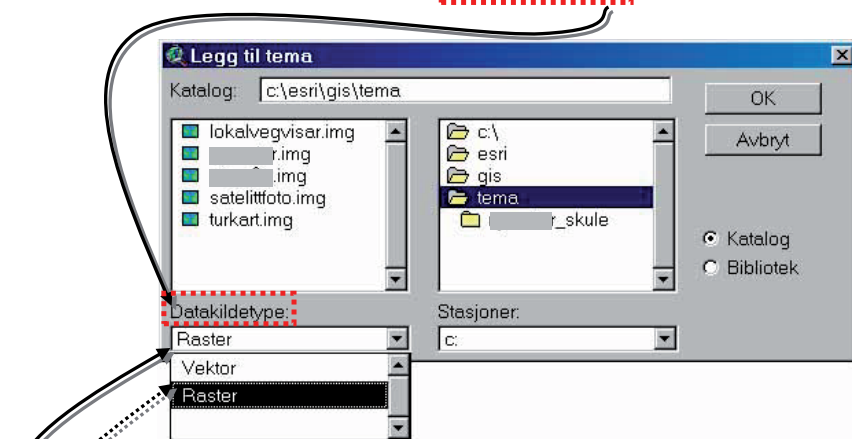 Legg til tema
Katalog: c:\esri\gis\tema
OK
Avbryt
lokalvegvisar.img
r.img
.img
satelittfoto.img
turkart.img
c:\
esri
gis
tema
r_skule
Katalog
Bibliotek
Datakildetype:
Raster
Vektor
Raster
Stasjoner:
c: